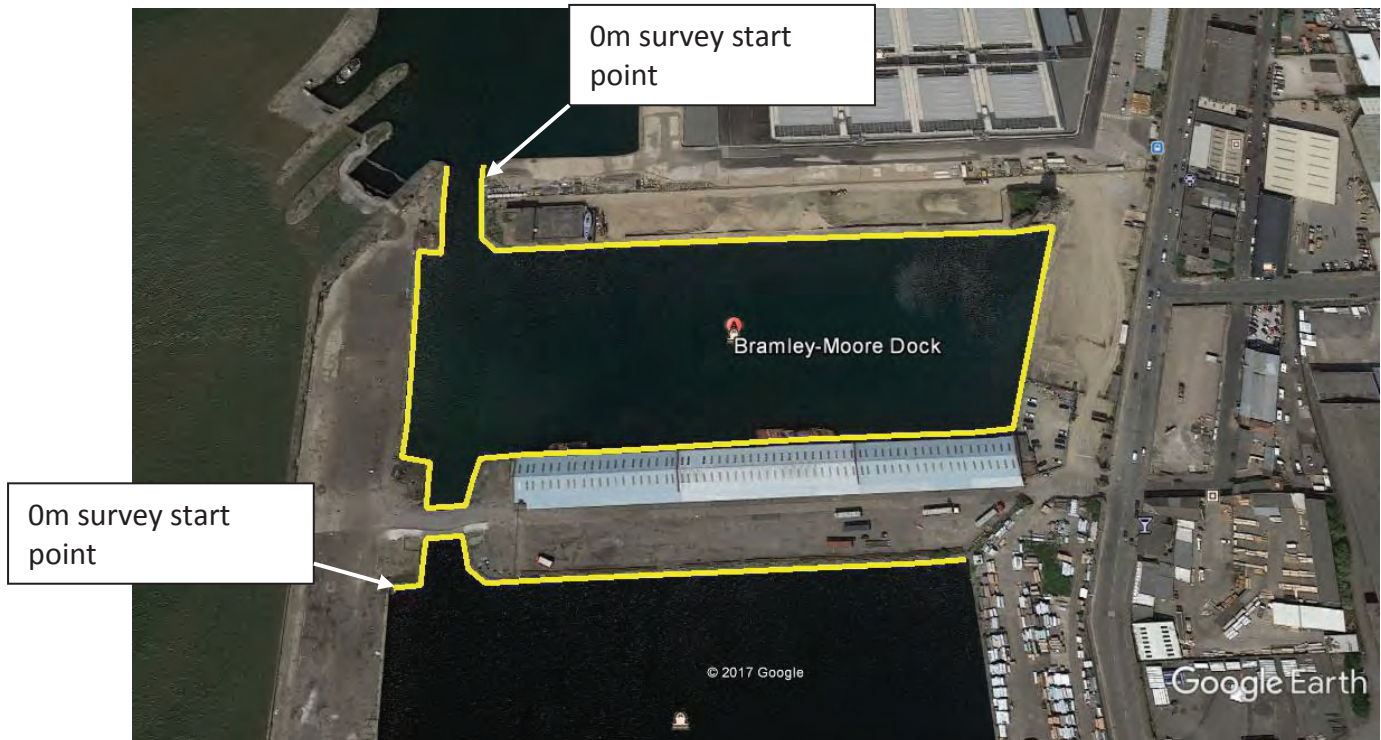 0m survey start
point
A
Bramley-Moore Dock
0m survey start
point
© 2017 Google
Google Earth